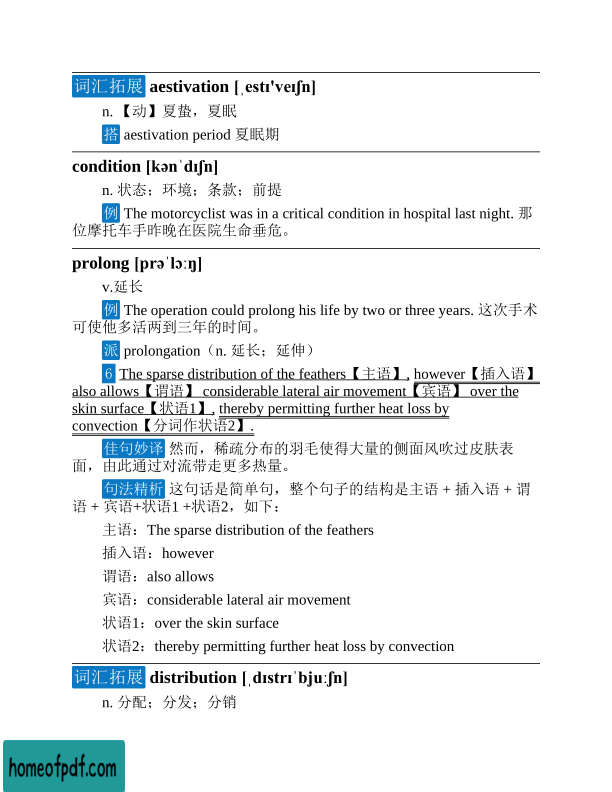 词汇拓展 aestivation [ˌestɪ'veɪʃn]
n. 【动】夏蛰，夏眠
搭 aestivation period 夏眠期
condition [kənˈdɪʃn]
n. 状态；环境；条款；前提
例 The motorcyclist was in a critical condition in hospital last night. 那
位摩托车手昨晚在医院生命垂危。
prolong [prəˈlɔːŋ]
v.延长
例 The operation could prolong his life by two or three years. 这次手术
可使他多活两到三年的时间。
派 prolongation（n. 延长；延伸）
6 The sparse distribution of the feathers【主语】, however【插入语】
also allows【谓语】 considerable lateral air movement【宾语】 over the
skin surface【状语1】, thereby permitting further heat loss by
convection【分词作状语2】.
佳句妙译 然而，稀疏分布的羽毛使得大量的侧面风吹过皮肤表
面，由此通过对流带走更多热量。
句法精析 这句话是简单句，整个句子的结构是主语 + 插入语 + 谓
语 + 宾语+状语1 +状语2，如下：
主语：The sparse distribution of the feathers
插入语：however
谓语：also allows
宾语：considerable lateral air movement
状语1：over the skin surface
状语2：thereby permitting further heat loss by convection
词汇拓展 distribution [ˌdɪstrɪˈbjuːʃn]
n. 分配；分发；分销
homeofpdf.com